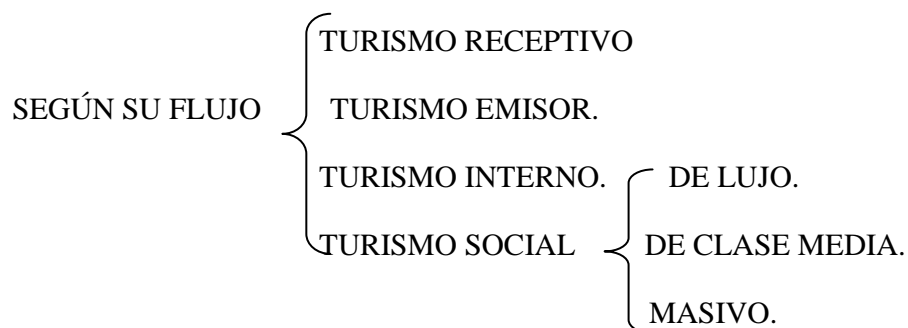 TURISMO RECEPTIVO
SEGÚN SU FLUJO TURISMO EMISOR.
TURISMO INTERNO. DE LUJO.
TURISMO SOCIAL DE CLASE MEDIA.
MASIVO.